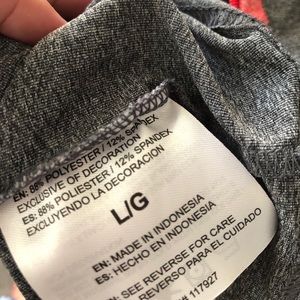 EN: 88% POLYESTER / 12% SPANDEX
EXCLUSIVE OF DECORATION
ES: 88% POLIESTER / 12% SPANDEX
EXCLUYENDO LA DECORACIÓN
L/G
EN: MADE IN INDONESIA
ES: HECHO EN INDONESIA
EN: SEE REVERSE FOR CARE
REVERSO PARA EL CUIDADO
# 117927